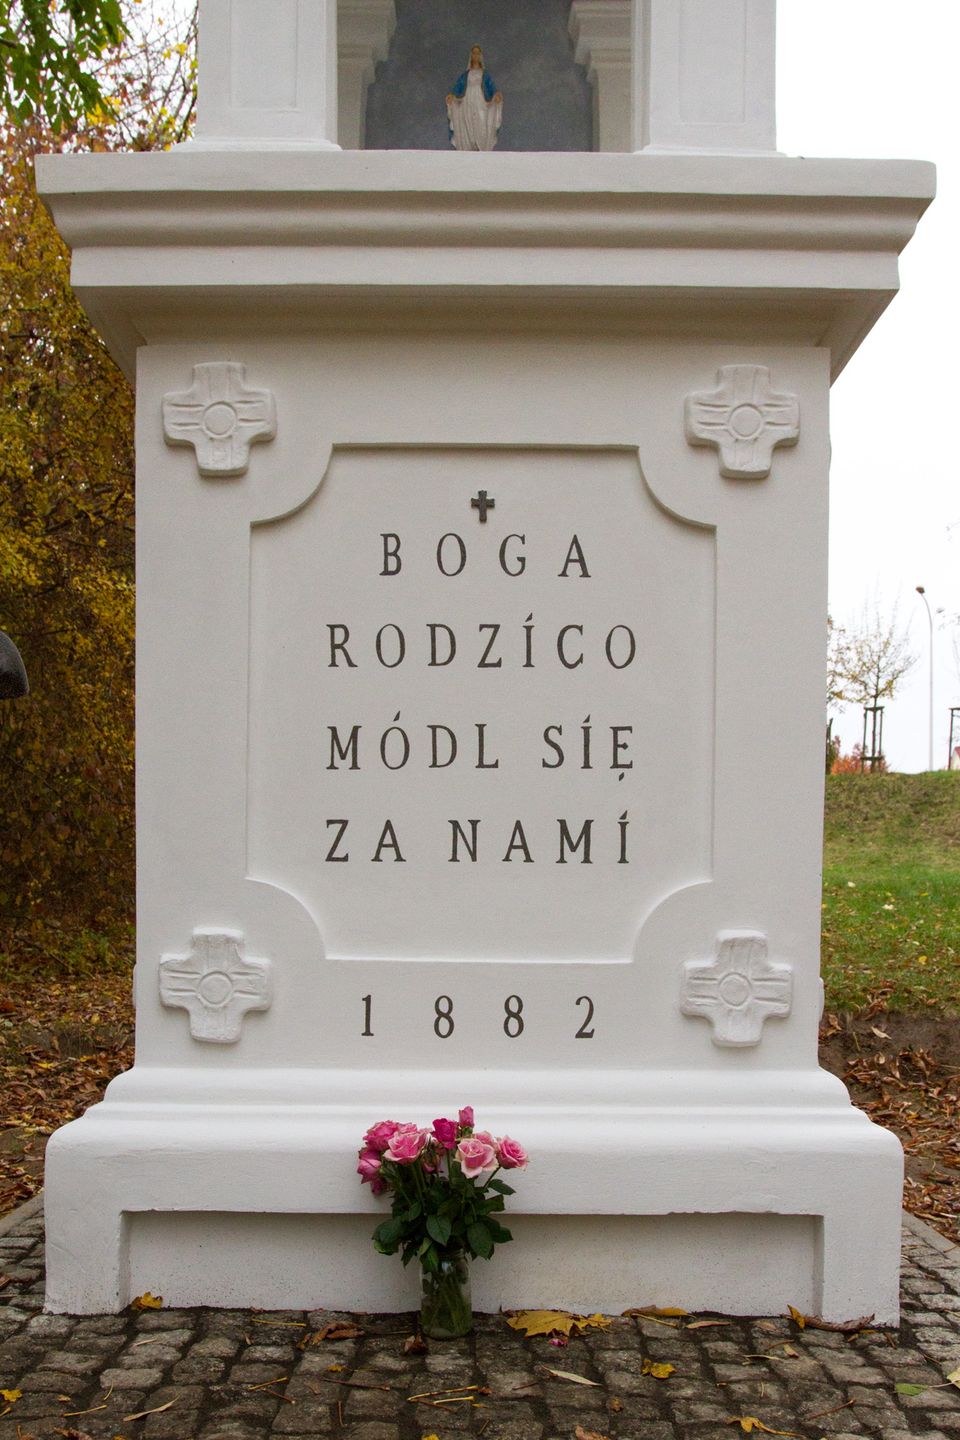 BOGA
RODZÍCO
MÓDL SÍĘ
ZA NAMÍ
1882